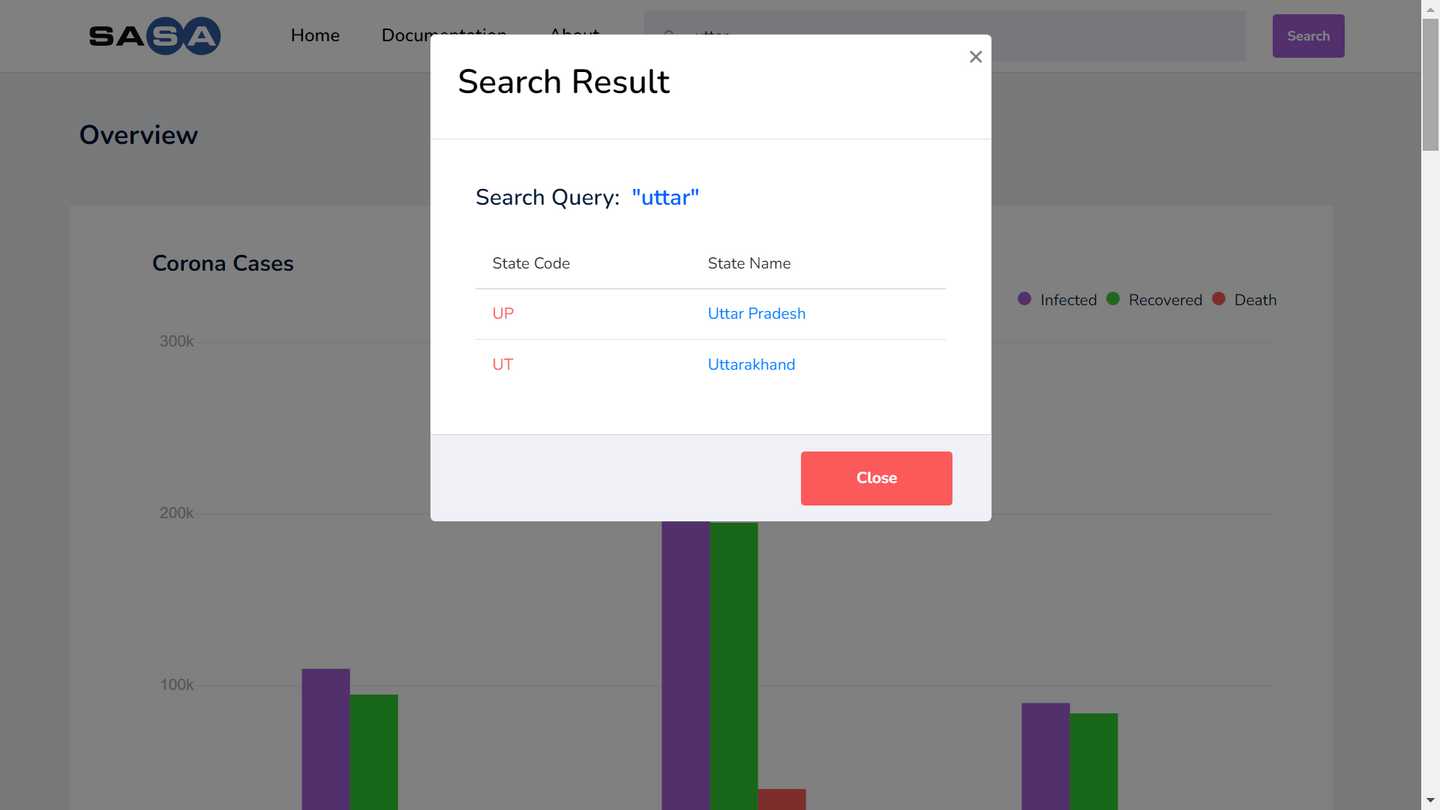 SASA
Home Documentation About uttar Search
Search Result
Overview
Search Query: "uttar"
State Code State Name
UP Uttar Pradesh
UT Uttarakhand
Close
Corona Cases
Infected Recovered Death
300k
200k
100k